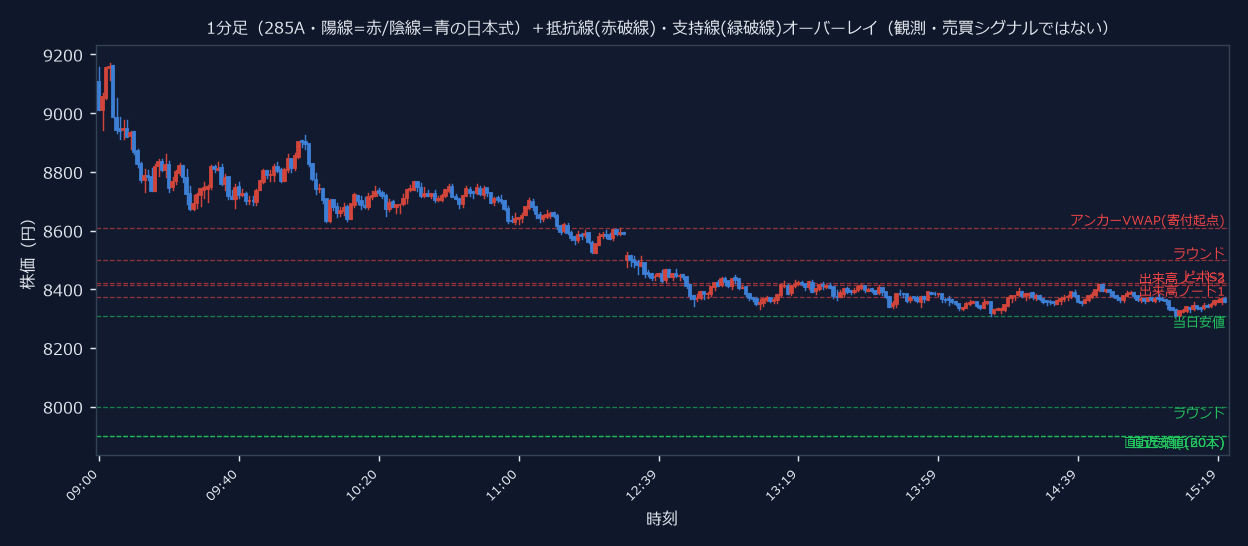 1分足（285A・陽線=赤/陰線=青の日本式）＋抵抗線(赤破線)・支持線(緑破線)オーバーレイ（観測・売買シグナルではない）
株価（円）
9200
9000
8800
8600
8400
8200
8000
アンカーVWAP(寄付起点)
ラウンド
出来高ノード1
当日安値
ラウンド
09:00
09:40
10:20
11:00
12:39
13:19
13:59
14:39
15:19
時刻